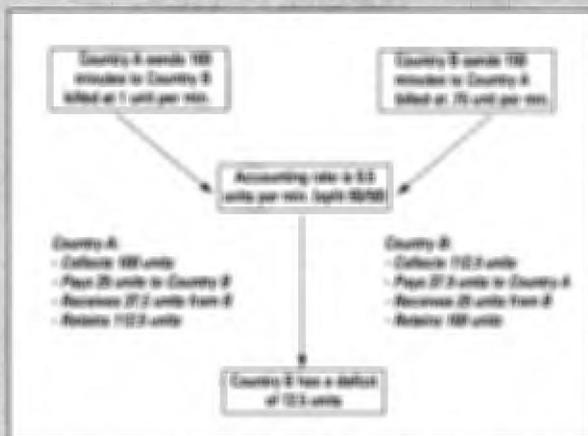 Country A sends 100
minutes to Country B
billed at 1 unit per min.
Country B sends 150
minutes to Country A
billed at .75 unit per min.
Accounting rate is 0.5
units per min. (split 50/50)
Country A:
- Collects 100 units
- Pays 25 units to Country B
- Receives 37.5 units from B
- Retains 112.5 units
Country B:
- Collects 112.5 units
- Pays 37.5 units to Country A
- Receives 25 units from B
- Retains 100 units
Country B has a deficit
of 12.5 units